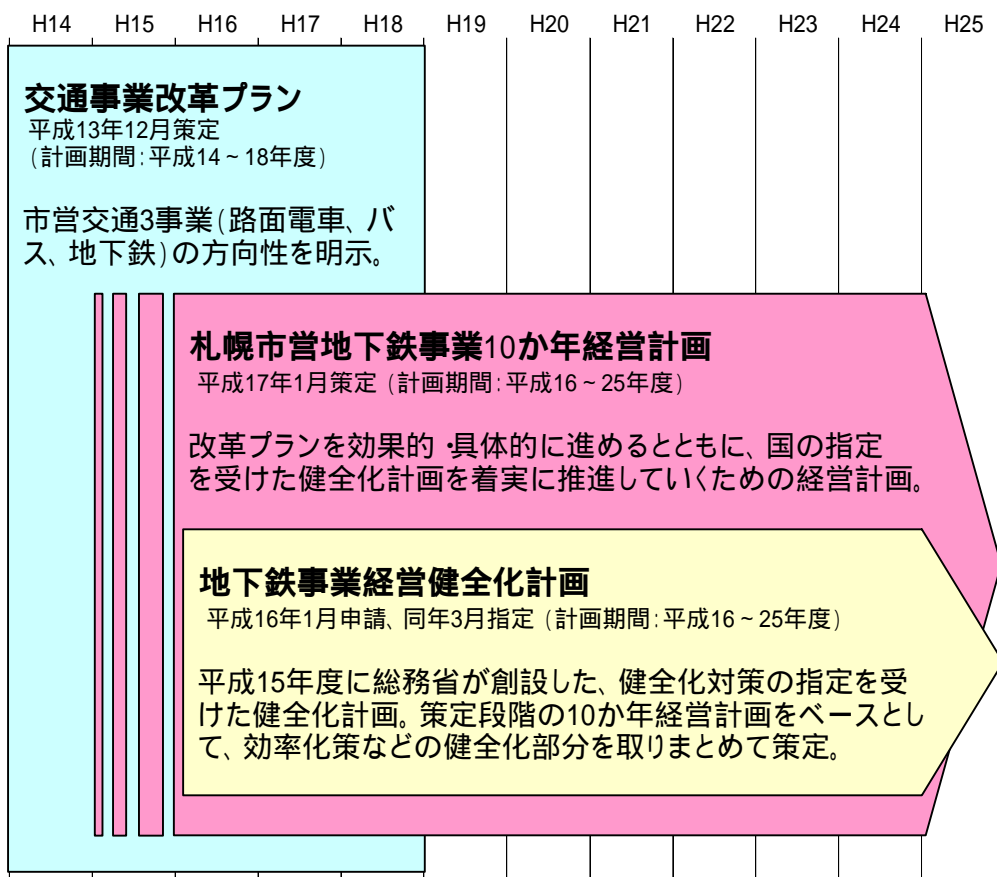 H14 H15 H16 H17 H18 H19 H20 H21 H22 H23 H24 H25
交通事業改革プラン
平成13年12月策定
(計画期間:平成14~18年度)
市営交通3事業(路面電車、バ
ス、地下鉄)の方向性を明示。
札幌市営地下鉄事業10か年経営計画
平成17年1月策定 (計画期間:平成16~25年度)
改革プランを効果的・具体的に進めるとともに、国の指定
を受けた健全化計画を着実に推進していくための経営計画。
地下鉄事業経営健全化計画
平成16年1月申請、同年3月指定 (計画期間:平成16~25年度)
平成15年度に総務省が創設した、健全化対策の指定を受
けた健全化計画。策定段階の10か年経営計画をベースとし
て、効率化策などの健全化部分を取りまとめて策定。